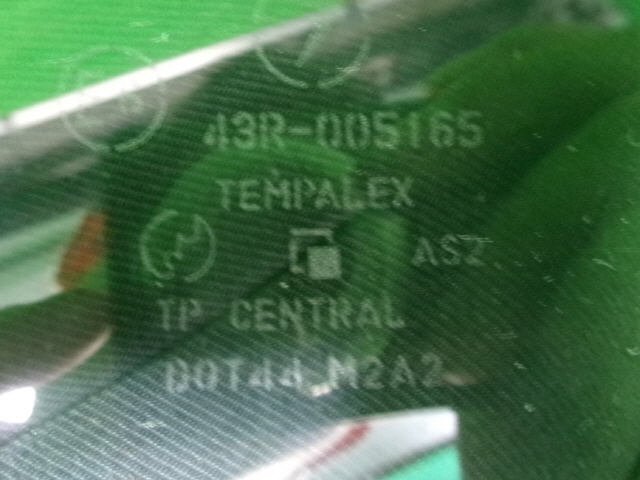 43R-005165
TEMPALEX
AS2
TP CENTRAL
DOT44 M2A2